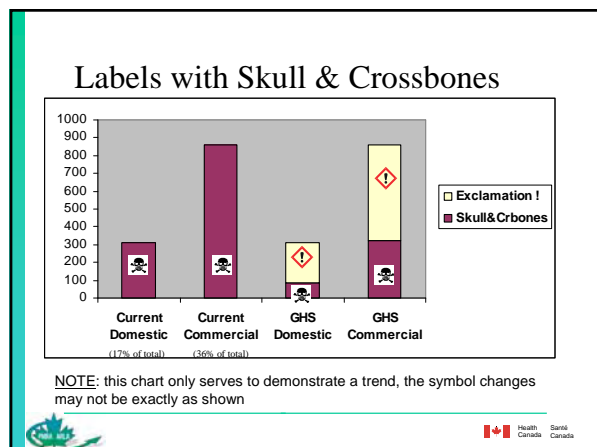 Labels with Skull & Crossbones
1000
900
800
700
600
500
400
300
200
100
0
Current Domestic
(17% of total)
Current Commercial
(36% of total)
GHS Domestic
GHS Commercial
Exclamation !
Skull&Crbones
NOTE: this chart only serves to demonstrate a trend, the symbol changes
may not be exactly as shown
PMRA ARLA
Health Canada
Santé Canada